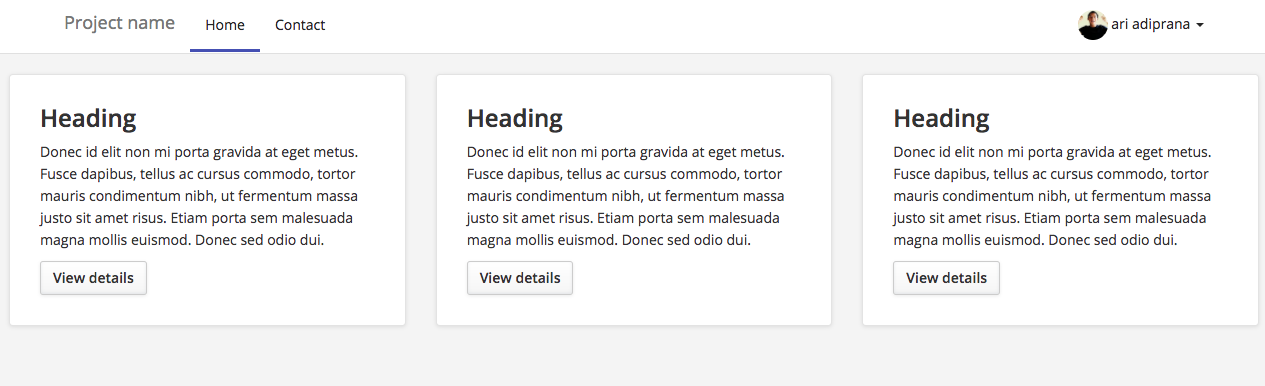 Project name Home Contact ari adiprana
Heading
Donec id elit non mi porta gravida at eget metus.
Fusce dapibus, tellus ac cursus commodo, tortor
mauris condimentum nibh, ut fermentum massa
justo sit amet risus. Etiam porta sem malesuada
magna mollis euismod. Donec sed odio dui.
View details
Heading
Donec id elit non mi porta gravida at eget metus.
Fusce dapibus, tellus ac cursus commodo, tortor
mauris condimentum nibh, ut fermentum massa
justo sit amet risus. Etiam porta sem malesuada
magna mollis euismod. Donec sed odio dui.
View details
Heading
Donec id elit non mi porta gravida at eget metus.
Fusce dapibus, tellus ac cursus commodo, tortor
mauris condimentum nibh, ut fermentum massa
justo sit amet risus. Etiam porta sem malesuada
magna mollis euismod. Donec sed odio dui.
View details